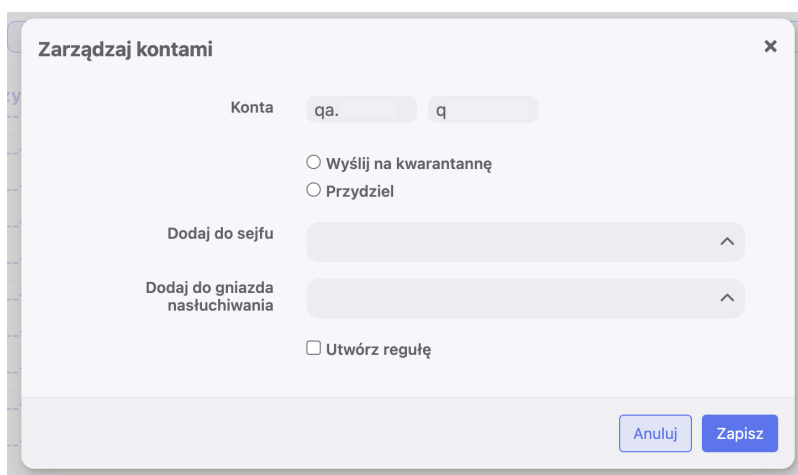 Zarządzaj kontami
Konta qa. q
Wyślij na kwarantannę
Przydziel
Dodaj do sejfu
Dodaj do gniazda
nasłuchiwania
Utwórz regułę
Anuluj Zapisz